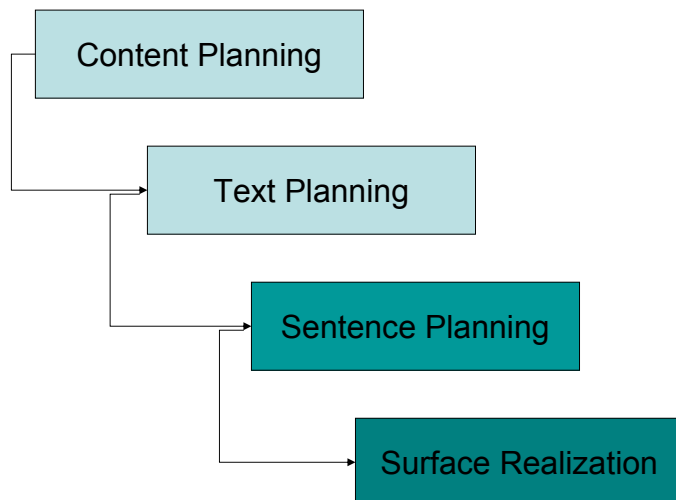 Content Planning
Text Planning
Sentence Planning
Surface Realization